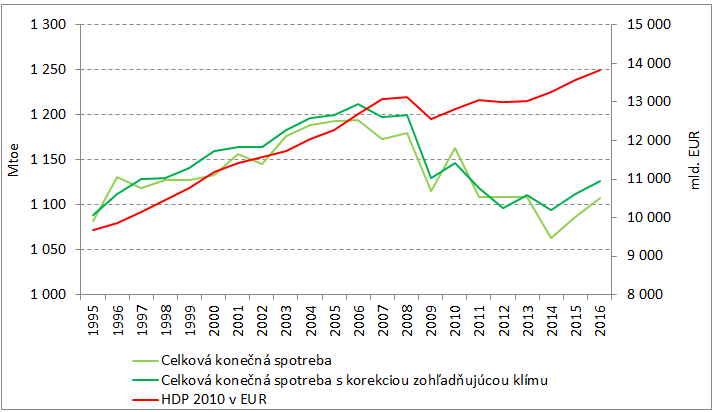 1 300
1 250
1 200
1 150
1 100
1 050
1 000
Mtoe
15 000
14 000
13 000
12 000
11 000
10 000
9 000
8 000
mld. EUR
1995 1996 1997 1998 1999 2000 2001 2002 2003 2004 2005 2006 2007 2008 2009 2010 2011 2012 2013 2014 2015 2016
Celková konečná spotreba
Celková konečná spotreba s korekciou zohľadňujúcou klímu
HDP 2010 v EUR